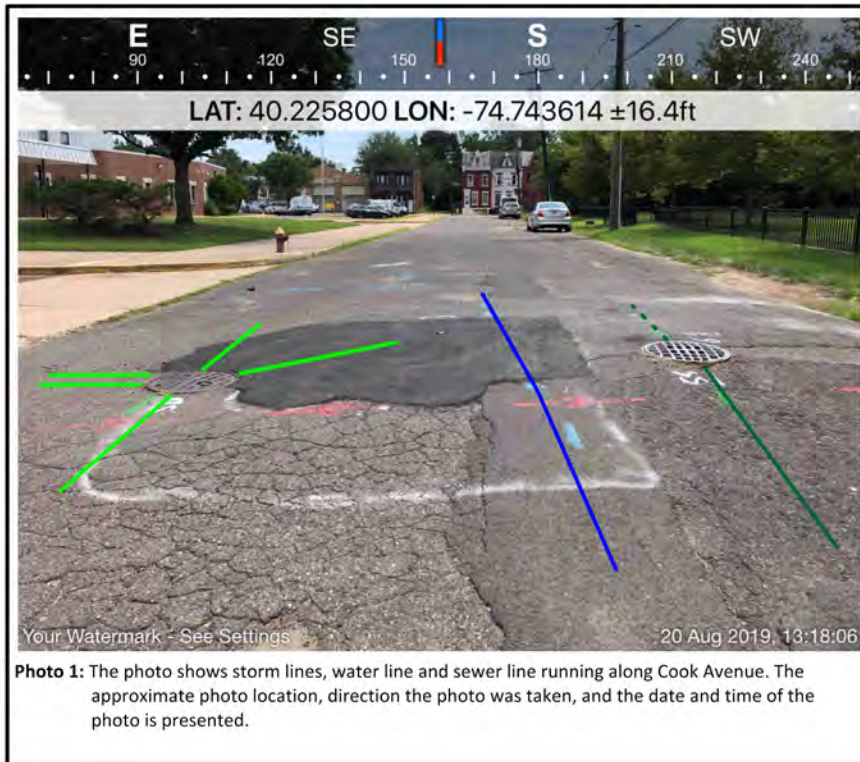 E SE S SW
90 120 150 180 210 240
LAT: 40.225800 LON: -74.743614 ±16.4ft
Your Watermark - See Settings
20 Aug 2019, 13:18:06
Photo 1: The photo shows storm lines, water line and sewer line running along Cook Avenue. The
approximate photo location, direction the photo was taken, and the date and time of the
photo is presented.